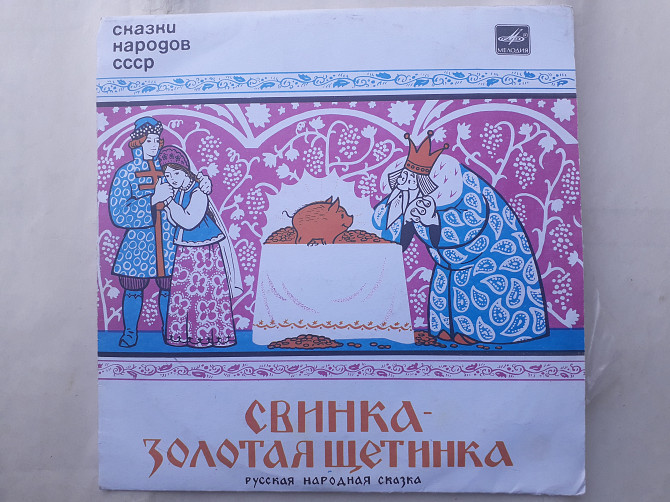 сказки
народов
ссср
МЕЛОДИЯ
СВИНКА-
ЗОЛОТАЯ ЩЕТИНКА
РУССКАЯ НАРОДНАЯ СКАЗКА